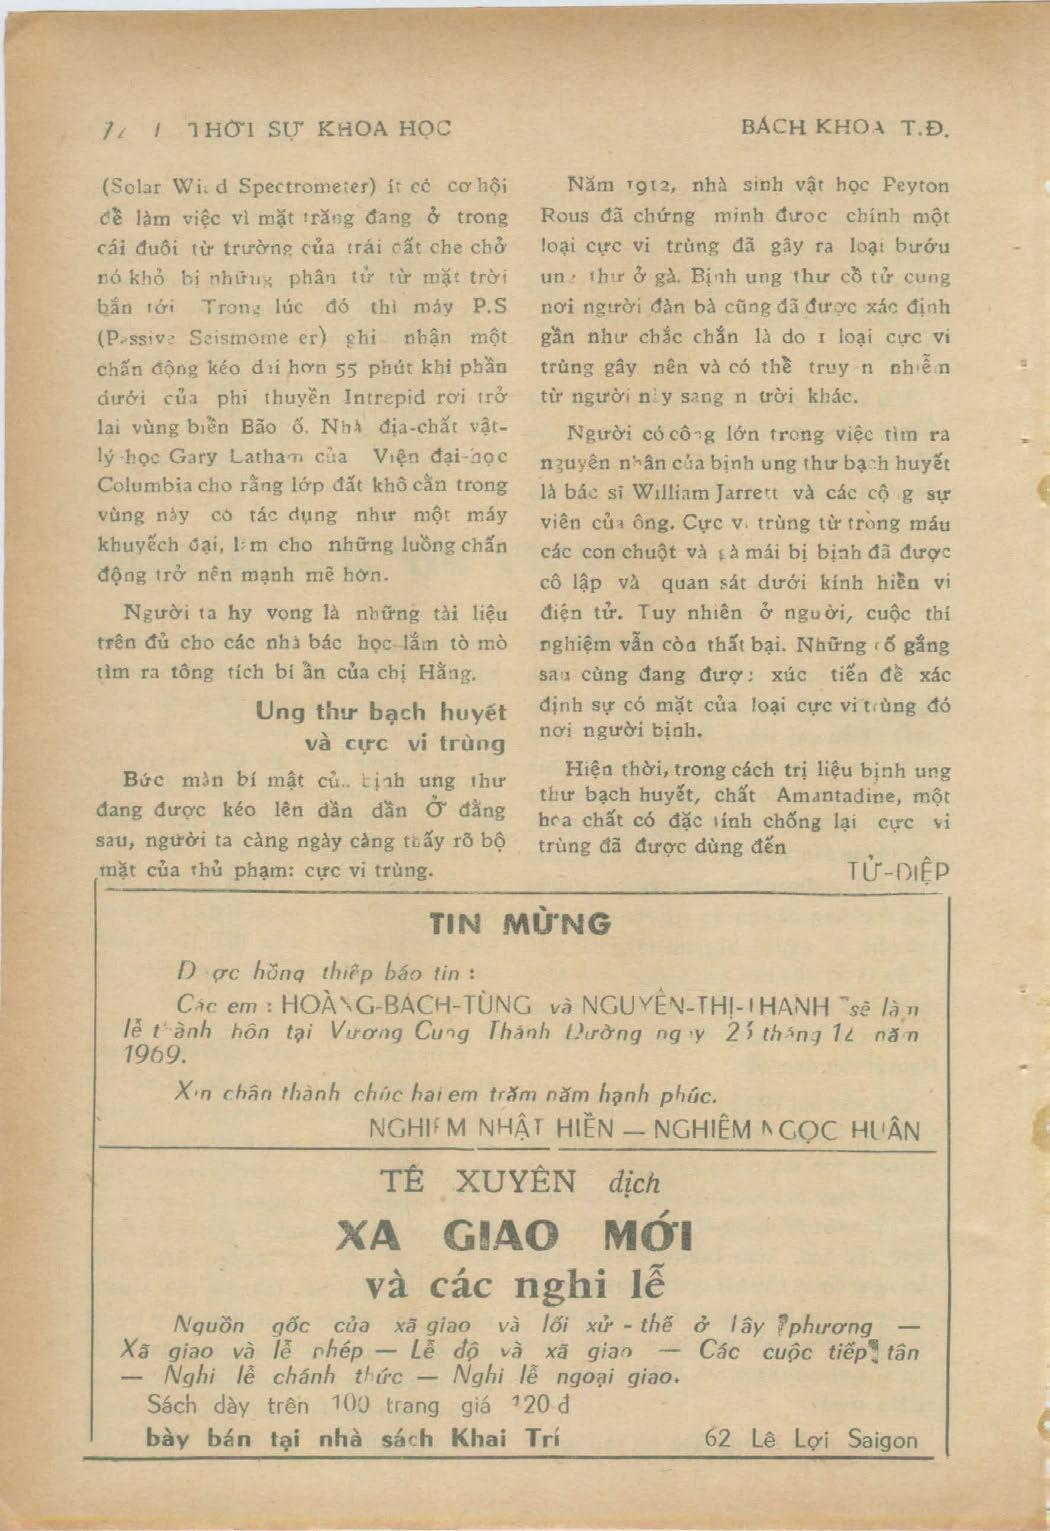 THỜI SỰ KHOA HỌC
BÁCH KHOA T.Đ.
(Solar Wind Spectrometer) ít có cơ hội
để làm việc vì mặt trăng đang ở trong
cái đuôi từ trường của trái đất che chở
nó khỏ bị những phân tử từ mặt trời
bắn tới Trong lúc đó thì máy P.S
(Passive Seismometer) ghi nhận một
chấn động kéo dài hơn 55 phút khi phần
dưới của phi thuyền Intrepid rơi trở
lại vùng biển Bão ố. Nhà địa-chất vật-
lý-học Gary Latham của Viện đại-học
Columbia cho rằng lớp đất khô cằn trong
vùng này có tác dụng như một máy
khuyếch đại, làm cho những luồng chấn
động trở nên mạnh mẽ hơn.
Người ta hy vọng là những tài liệu
trên đủ cho các nhà bác học lắm tò mò
tìm ra tông tích bí ẩn của chị Hằng.
Ung thư bạch huyết
và cực vi trùng
Bức màn bí mật của bịnh ung thư
đang được kéo lên dần dần Ở đằng
sau, người ta càng ngày càng thấy rõ bộ
mặt của thủ phạm: cực vi trùng.
Năm 1912, nhà sinh vật học Peyton
Rous đã chứng minh được chính một
loại cực vi trùng đã gây ra loại bướu
ung thư ở gà. Bịnh ung thư cổ tử cung
nơi người đàn bà cũng đã được xác định
gần như chắc chắn là do 1 loại cực vi
trùng gây nên và có thể truyền nhiễm
từ người này sang người khác.
Người có công lớn trong việc tìm ra
nguyên nhân của bịnh ung thư bạch huyết
là bác sĩ William Jarrett và các cộng sự
viên của ông. Cực vi trùng từ trong máu
các con chuột và gà mái bị bịnh đã được
cô lập và quan sát dưới kính hiển vi
điện tử. Tuy nhiên ở người, cuộc thí
nghiệm vẫn còn thất bại. Những cố gắng
sau cùng đang được xúc tiến để xác
định sự có mặt của loại cực vi trùng đó
nơi người bịnh.
Hiện thời, trong cách trị liệu bịnh ung
thư bạch huyết, chất Amantadine, một
hóa chất có đặc tính chống lại cực vi
trùng đã được dùng đến
TỬ-DIỆP
TIN MỪNG
Được hồng thiếp báo tin :
Các em : HOÀNG-BÁCH-TÙNG và NGUYỄN-THỊ-THANH sẽ làm
lễ thành hôn tại Vương Cung Thánh Đường ngày tháng 12 năm
1969.
Xin chân thành chúc hai em trăm năm hạnh phúc.
NGHIÊM NHẬT HIỀN — NGHIÊM NGỌC HUÂN
TẾ XUYÊN dịch
XA GIAO MỚI
và các nghi lễ
Nguồn gốc của xã giao và lối xử - thế ở Tây phương —
Xã giao và lễ phép — Lễ độ và xã giao — Các cuộc tiếp tân
— Nghi lễ chánh thức — Nghi lễ ngoại giao.
Sách dày trên 100 trang giá 120 đ
bày bán tại nhà sách Khai Trí 62 Lê Lợi Saigon